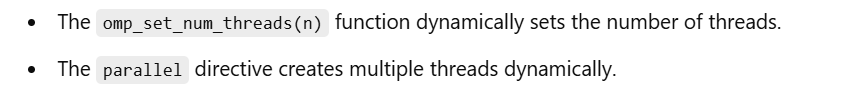 • The omp_set_num_threads(n) function dynamically sets the number of threads.
• The parallel directive creates multiple threads dynamically.